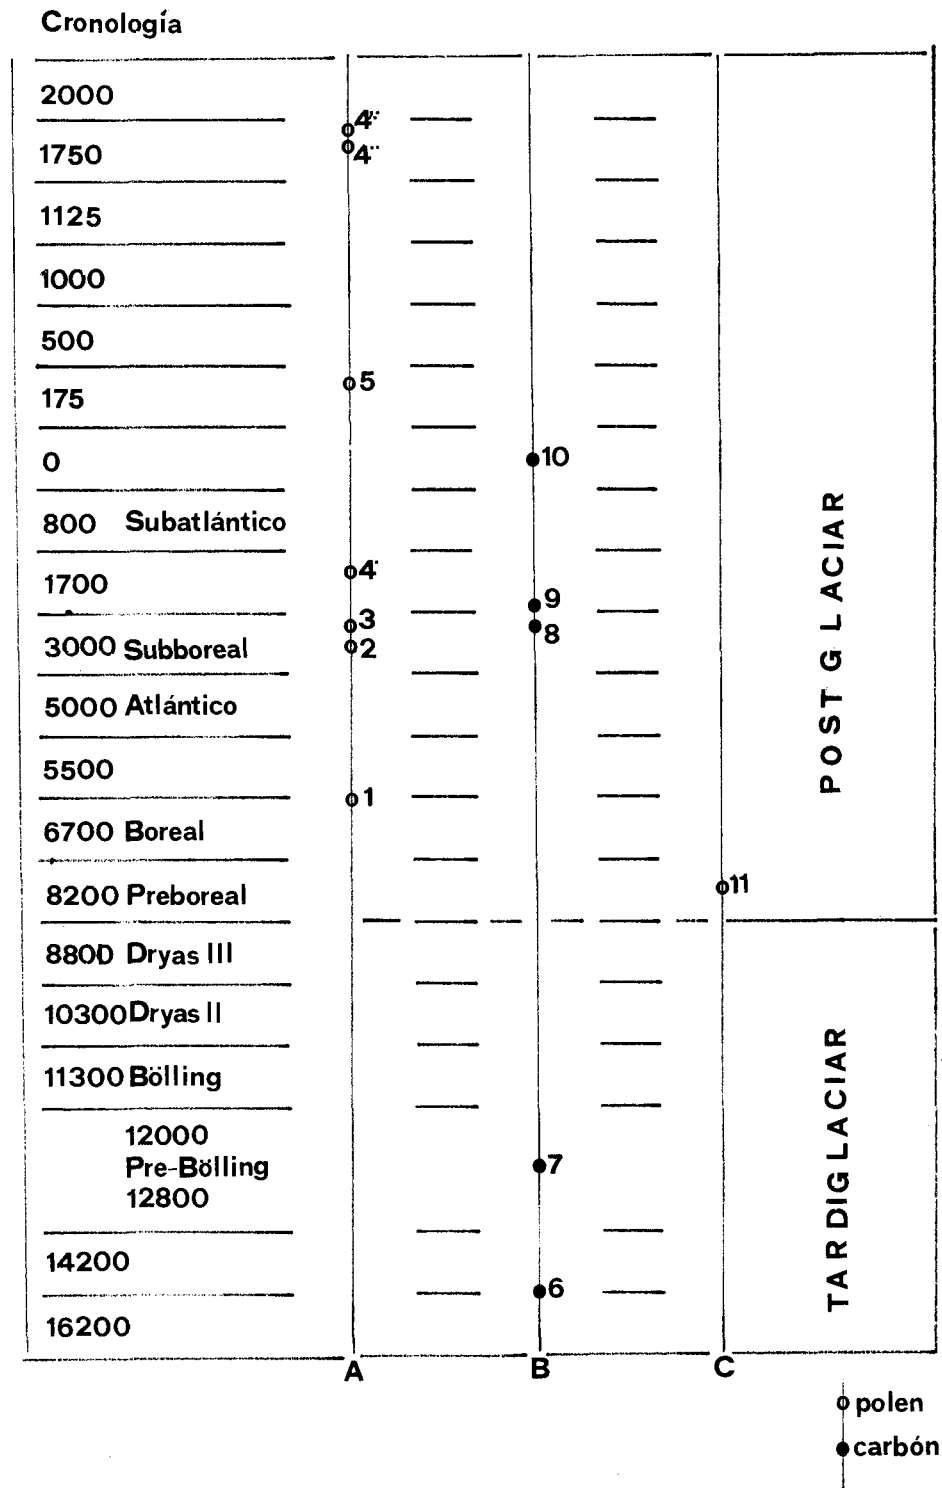 Cronología
2000
4'''
4''
1750
1125
1000
500
5
175
0
10
800 Subatlántico
4'
1700
9
3
8
3000 Subboreal
2
5000 Atlántico
5500
1
6700 Boreal
8200 Preboreal
11
POST GLACIAR
8800 Dryas III
10300 Dryas II
11300 Bölling
12000
Pre-Bölling
7
12800
14200
6
16200
TARDIGLACIAR
A
B
C
polen
carbón